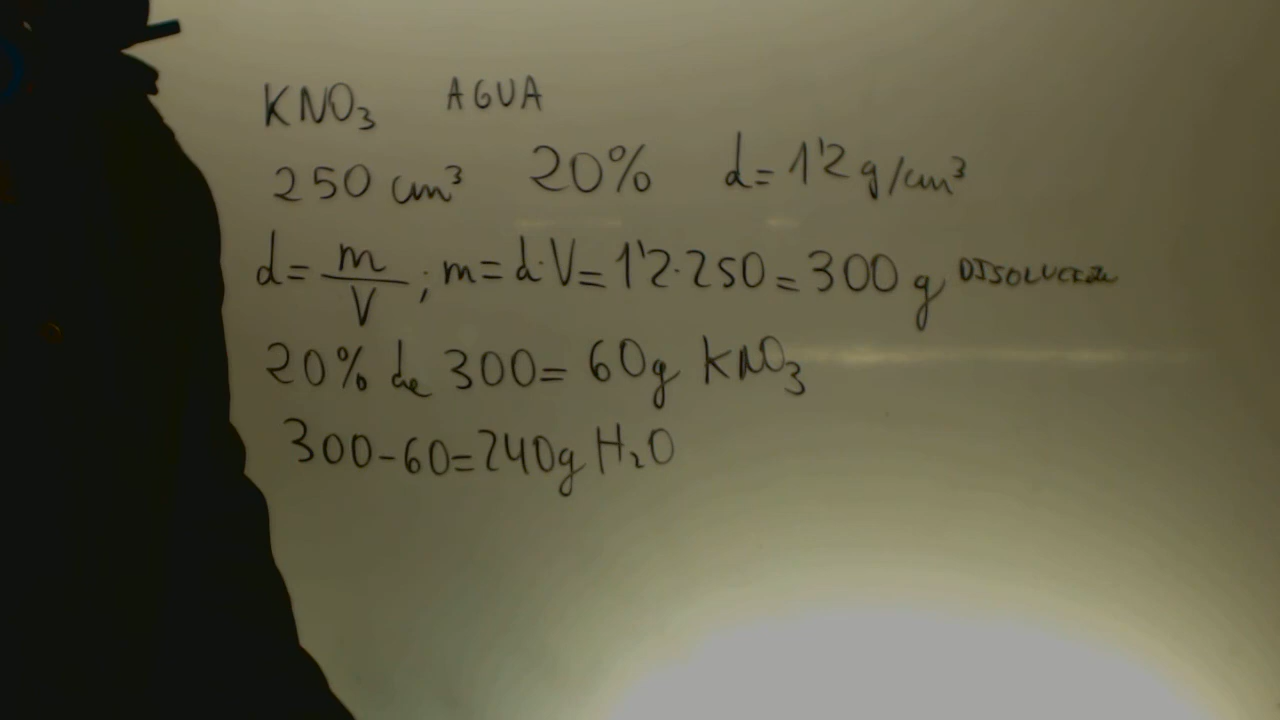 KNO₃ AGUA
250 cm³ 20% d=1'2 g/cm³
d=m/V; m=d·V=1'2·250=300 g DISOLUCIÓN
20% de 300=60g KNO₃
300-60=240g H₂O